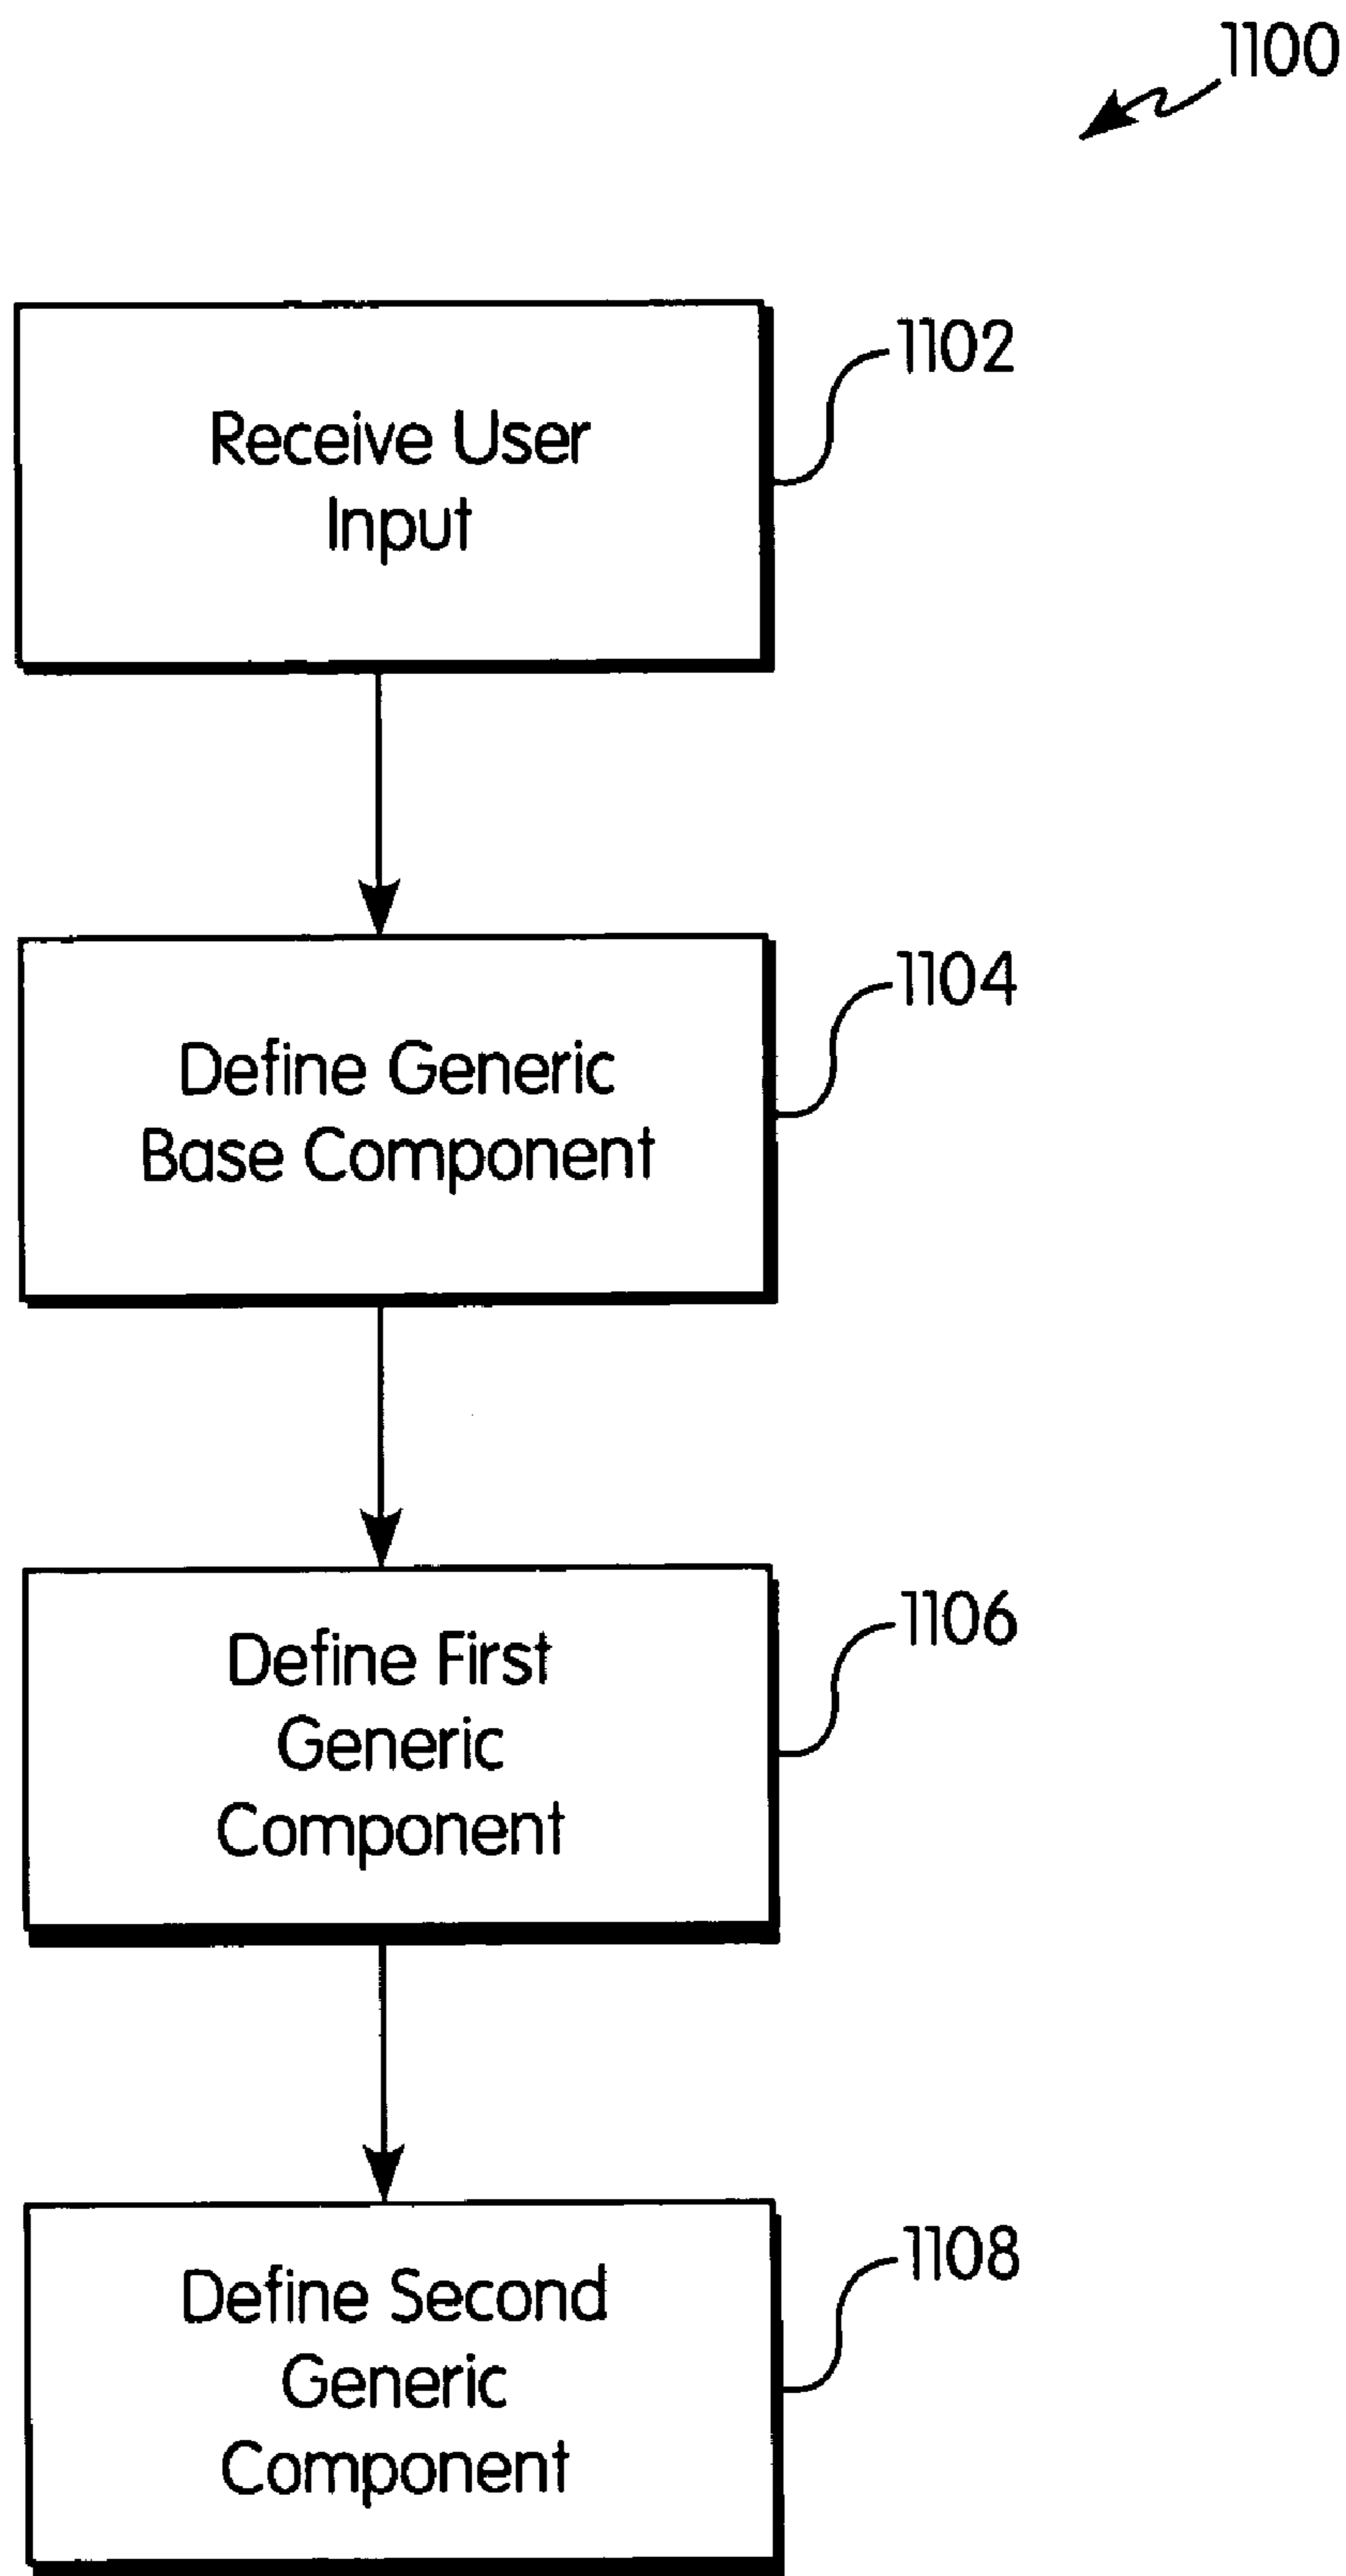 1100
Receive User
Input
1102
Define Generic
Base Component
1104
Define First
Generic
Component
1106
Define Second
Generic
Component
1108